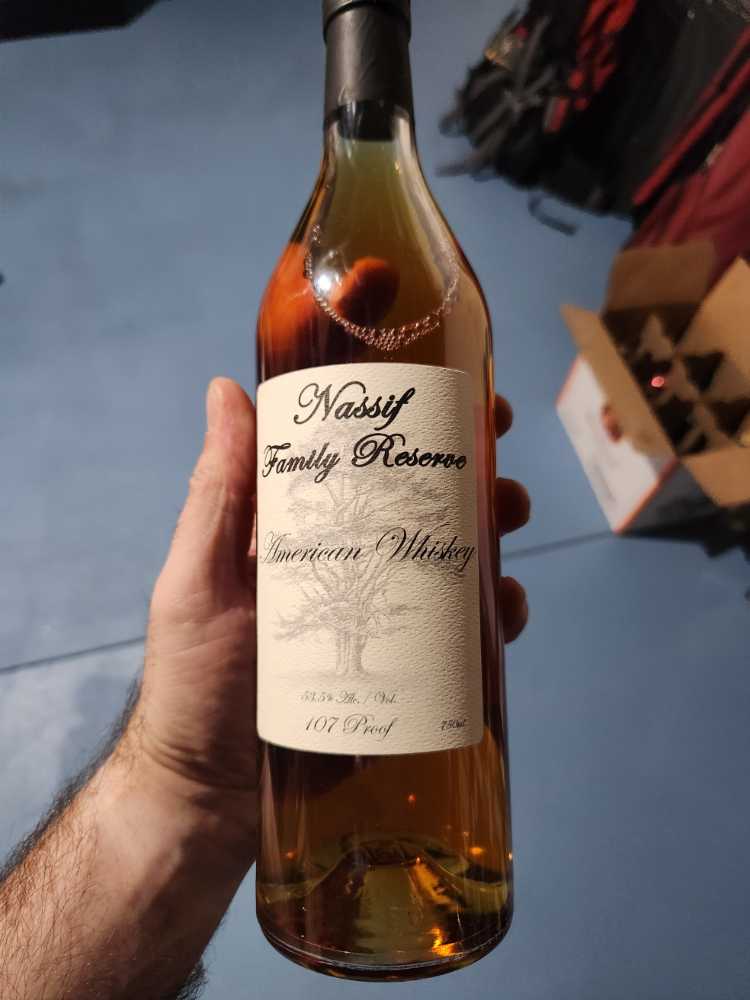 Nassif
Family Reserve
American Whiskey
53.5% Alc. / Vol.
107 Proof 750ml